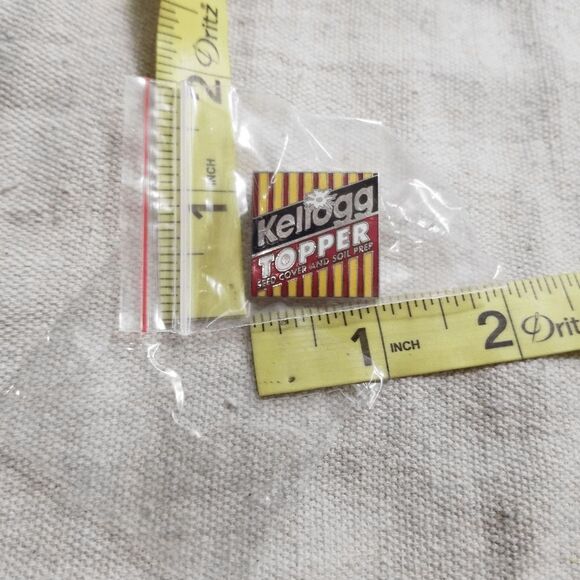 Dritz
2
INCH
1
Kellogg
TOPPER
SEED COVER AND SOIL PREP
1 INCH 2 Dritz